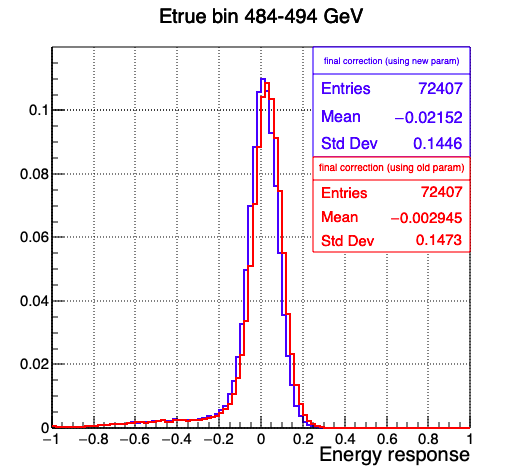 Etrue bin 484-494 GeV
final correction (using new param)
Entries 72407
Mean −0.02152
Std Dev 0.1446
final correction (using old param)
Entries 72407
Mean −0.002945
Std Dev 0.1473
0.1
0.08
0.06
0.04
0.02
0
−1 −0.8 −0.6 −0.4 −0.2 0 0.2 0.4 0.6 0.8 1
Energy response